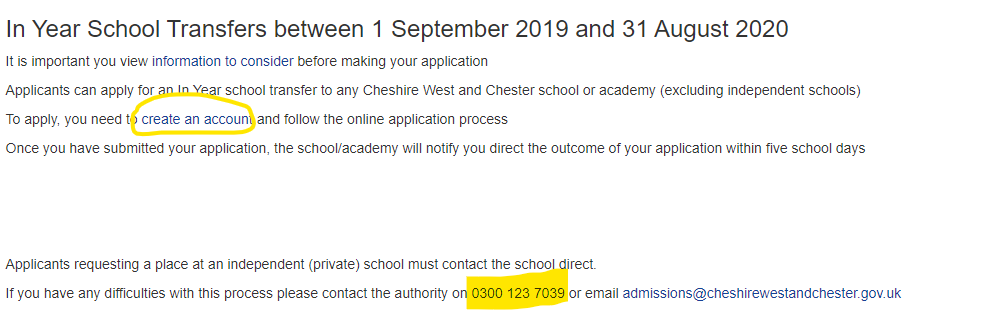 In Year School Transfers between 1 September 2019 and 31 August 2020
It is important you view information to consider before making your application
Applicants can apply for an In Year school transfer to any Cheshire West and Chester school or academy (excluding independent schools)
To apply, you need to create an account and follow the online application process
Once you have submitted your application, the school/academy will notify you direct the outcome of your application within five school days
Applicants requesting a place at an independent (private) school must contact the school direct.
If you have any difficulties with this process please contact the authority on 0300 123 7039 or email admissions@cheshirewestandchester.gov.uk